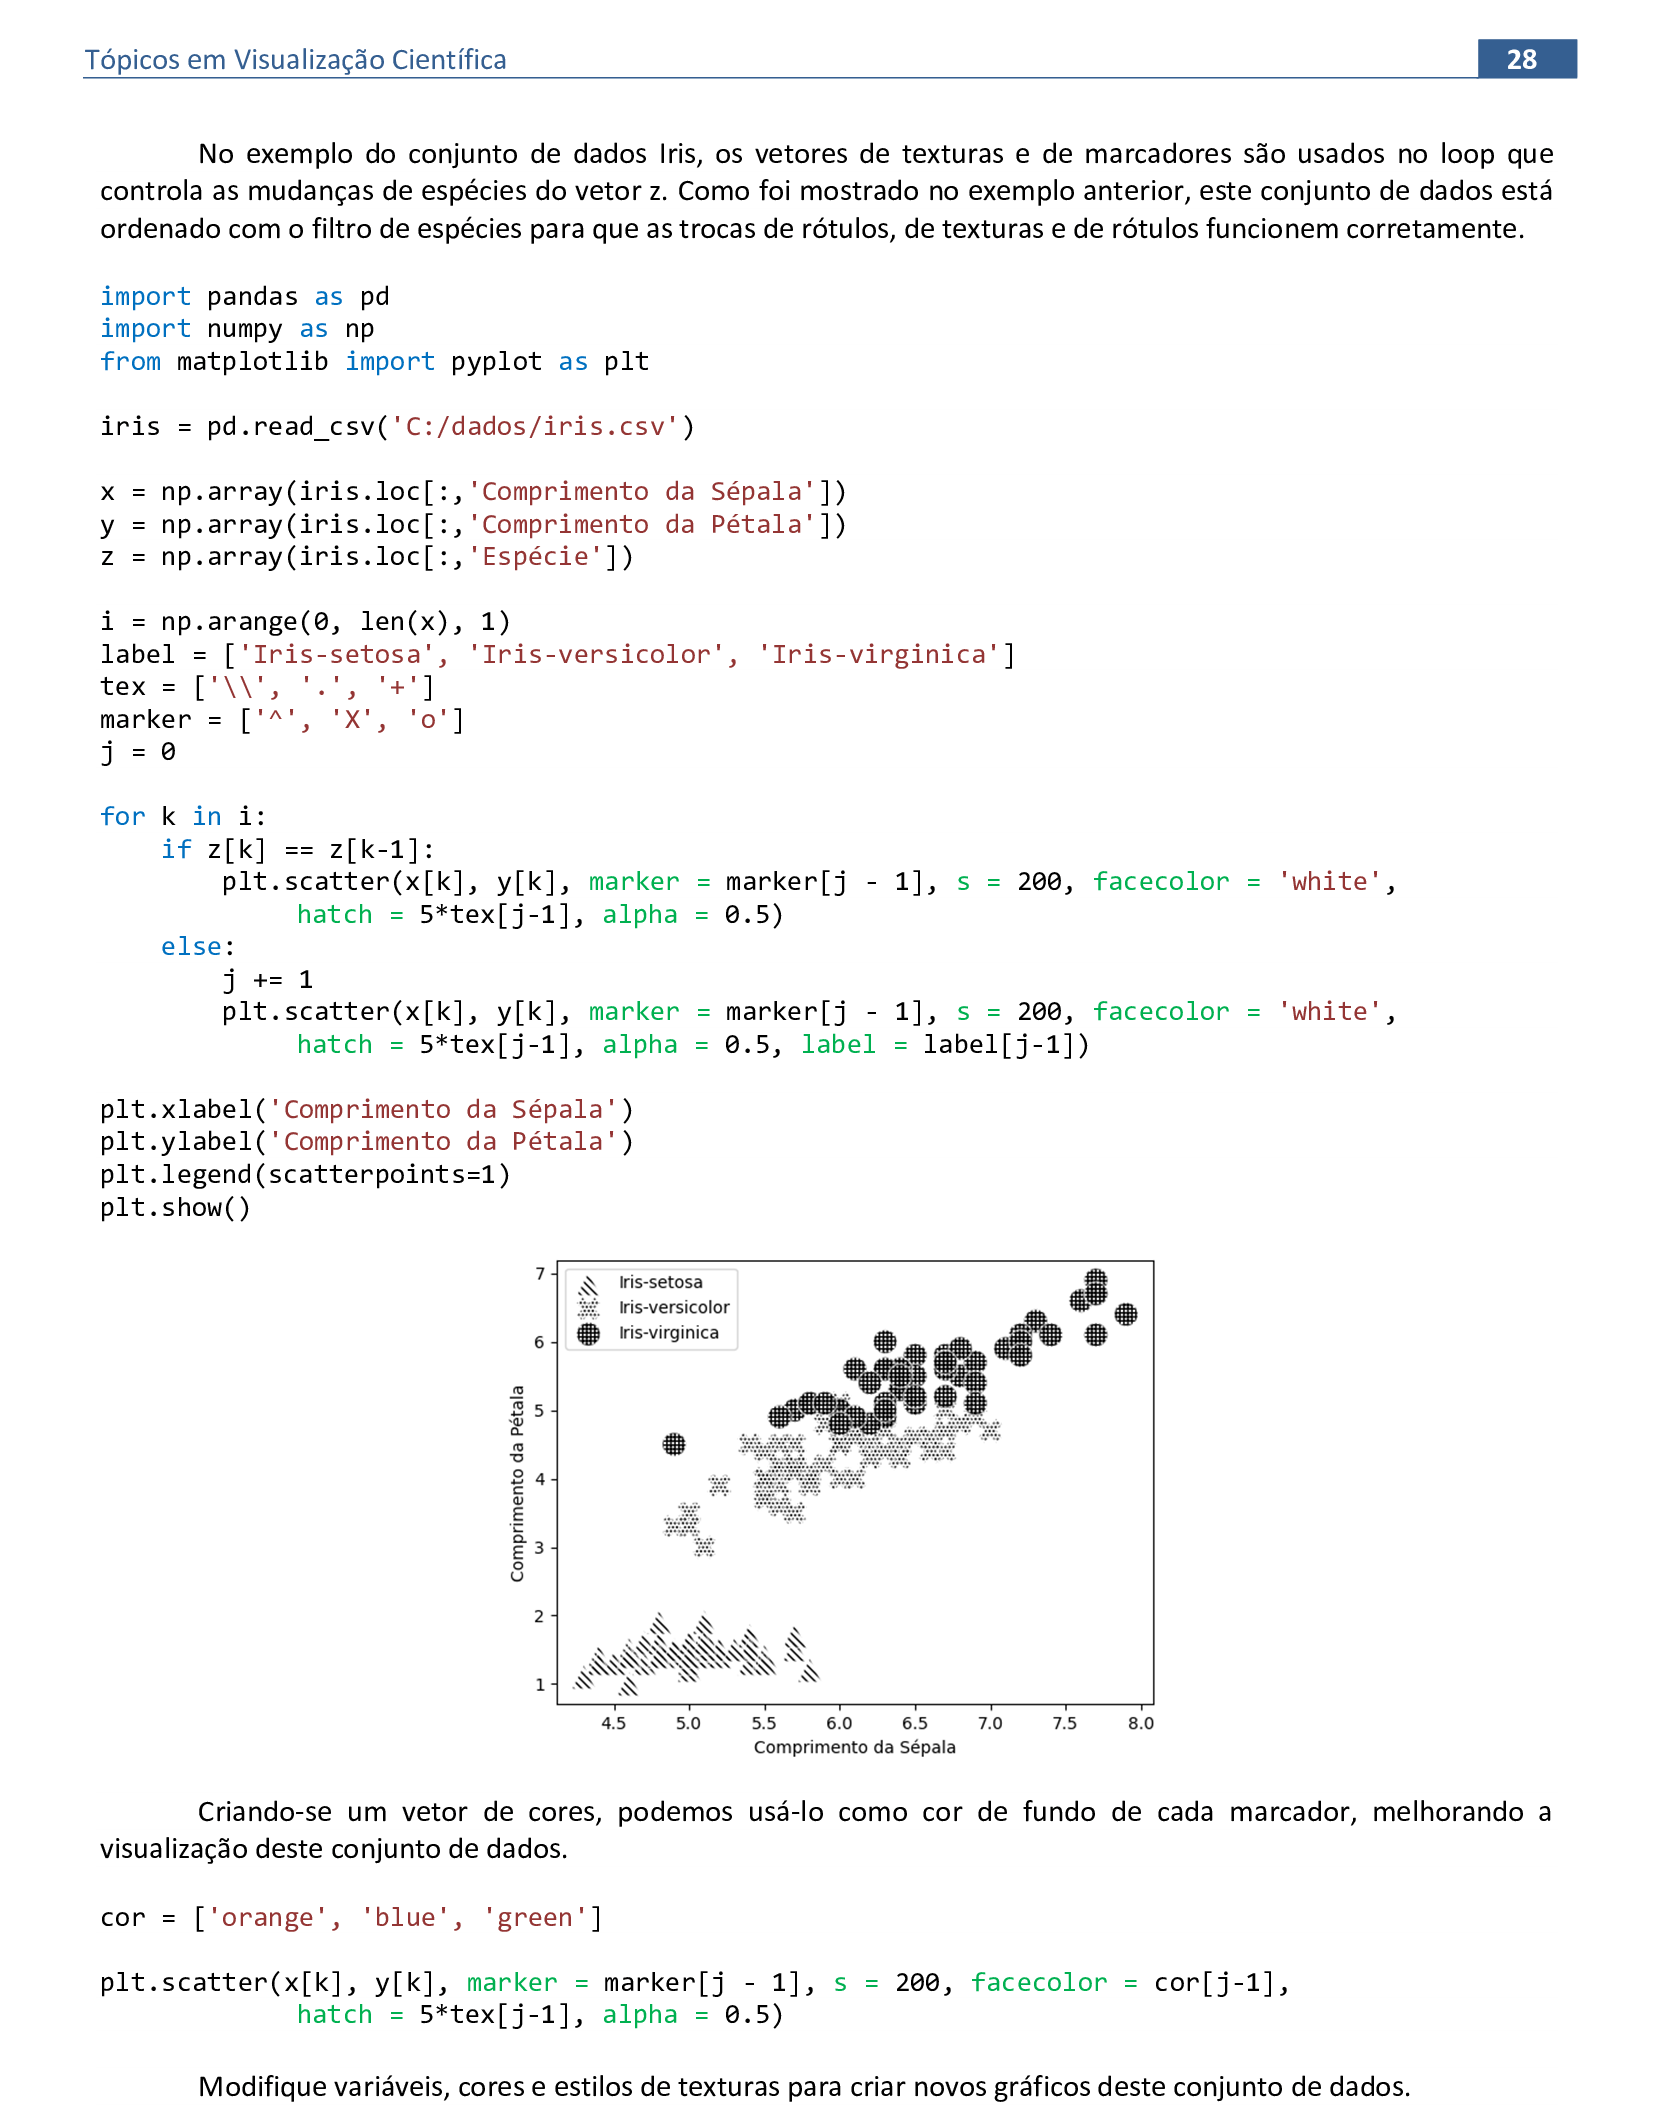 Tópicos em Visualização Científica 28
No exemplo do conjunto de dados Iris, os vetores de texturas e de marcadores são usados no loop que
controla as mudanças de espécies do vetor z. Como foi mostrado no exemplo anterior, este conjunto de dados está
ordenado com o filtro de espécies para que as trocas de rótulos, de texturas e de rótulos funcionem corretamente.
import pandas as pd
import numpy as np
from matplotlib import pyplot as plt
iris = pd.read_csv('C:/dados/iris.csv')
x = np.array(iris.loc[:,'Comprimento da Sépala'])
y = np.array(iris.loc[:,'Comprimento da Pétala'])
z = np.array(iris.loc[:,'Espécie'])
i = np.arange(0, len(x), 1)
label = ['Iris-setosa', 'Iris-versicolor', 'Iris-virginica']
tex = ['\\', '.', '+']
marker = ['^', 'X', 'o']
j = 0
for k in i:
    if z[k] == z[k-1]:
        plt.scatter(x[k], y[k], marker = marker[j - 1], s = 200, facecolor = 'white',
             hatch = 5*tex[j-1], alpha = 0.5)
    else:
        j += 1
        plt.scatter(x[k], y[k], marker = marker[j - 1], s = 200, facecolor = 'white',
             hatch = 5*tex[j-1], alpha = 0.5, label = label[j-1])
plt.xlabel('Comprimento da Sépala')
plt.ylabel('Comprimento da Pétala')
plt.legend(scatterpoints=1)
plt.show()
Iris-setosa
Iris-versicolor
Iris-virginica
7
6
5
4
3
2
1
Comprimento da Pétala
4.5 5.0 5.5 6.0 6.5 7.0 7.5 8.0
Comprimento da Sépala
Criando-se um vetor de cores, podemos usá-lo como cor de fundo de cada marcador, melhorando a
visualização deste conjunto de dados.
cor = ['orange', 'blue', 'green']
plt.scatter(x[k], y[k], marker = marker[j - 1], s = 200, facecolor = cor[j-1],
             hatch = 5*tex[j-1], alpha = 0.5)
Modifique variáveis, cores e estilos de texturas para criar novos gráficos deste conjunto de dados.